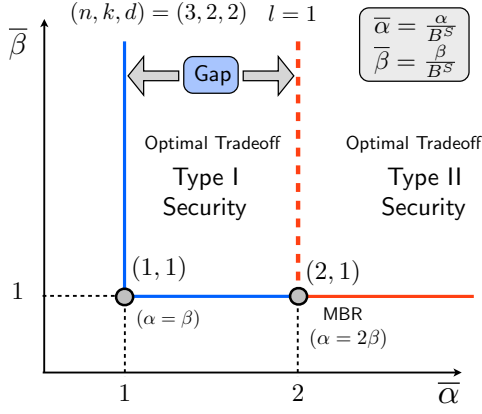 (n, k, d) = (3, 2, 2) l = 1
β̅
α̅ = α/B^S
β̅ = β/B^S
Gap
Optimal Tradeoff
Type I
Security
Optimal Tradeoff
Type II
Security
(1, 1)
(2, 1)
1
(α = β)
MBR
(α = 2β)
1
2
α̅